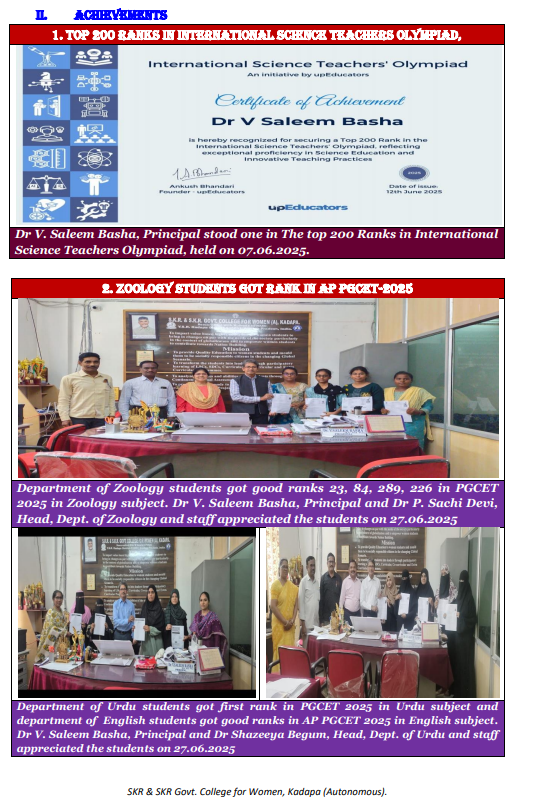 II. ACHIEVEMENTS
1. TOP 200 RANKS IN INTERNATIONAL SCIENCE TEACHERS OLYMPIAD,
International Science Teachers' Olympiad
An initiative by upEducators
Certificate of Achievement
Dr V Saleem Basha
is hereby recognized for securing a Top 200 Rank in the
International Science Teachers' Olympiad, reflecting
exceptional proficiency in Science Education and
Innovative Teaching Practices
Ankush Bhandari
Founder - upEducators
2025
Date of issue:
12th June 2025
upEducators
Dr V. Saleem Basha, Principal stood one in The top 200 Ranks in International
Science Teachers Olympiad, held on 07.06.2025.
2. ZOOLOGY STUDENTS GOT RANK IN AP PGCET-2025
S.K.R. & S.K.R. GOVT. COLLEGE FOR WOMEN (A), KADAPA.
Mission
Department of Zoology students got good ranks 23, 84, 289, 226 in PGCET
2025 in Zoology subject. Dr V. Saleem Basha, Principal and Dr P. Sachi Devi,
Head, Dept. of Zoology and staff appreciated the students on 27.06.2025
Mission
Mission
Department of Urdu students got first rank in PGCET 2025 in Urdu subject and
department of English students got good ranks in AP PGCET 2025 in English subject.
Dr V. Saleem Basha, Principal and Dr Shazeeya Begum, Head, Dept. of Urdu and staff
appreciated the students on 27.06.2025
SKR & SKR Govt. College for Women, Kadapa (Autonomous).